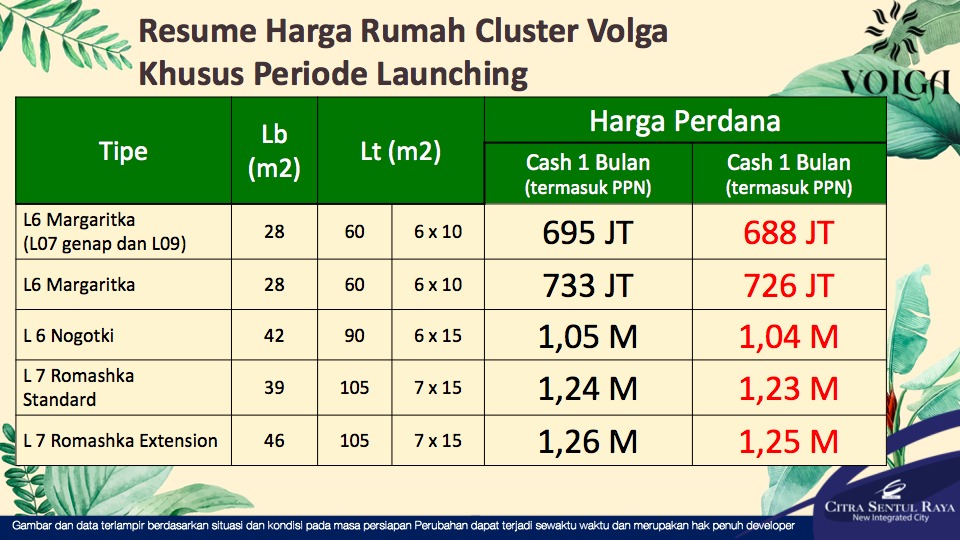 Resume Harga Rumah Cluster Volga
Khusus Periode Launching
VOLGA
Tipe
Lb
(m2)
Lt (m2)
Harga Perdana
Cash 1 Bulan
(termasuk PPN)
Cash 1 Bulan
(termasuk PPN)
L6 Margaritka
(L07 genap dan L09)
28
60
6 x 10
695 JT
688 JT
L6 Margaritka
28
60
6 x 10
733 JT
726 JT
L 6 Nogotki
42
90
6 x 15
1,05 M
1,04 M
L 7 Romashka
Standard
39
105
7 x 15
1,24 M
1,23 M
L 7 Romashka Extension
46
105
7 x 15
1,26 M
1,25 M
Gambar dan data terlampir berdasarkan situasi dan kondisi pada masa persiapan Perubahan dapat terjadi sewaktu waktu dan merupakan hak penuh developer
CITRA SENTUL RAYA
New Integrated City